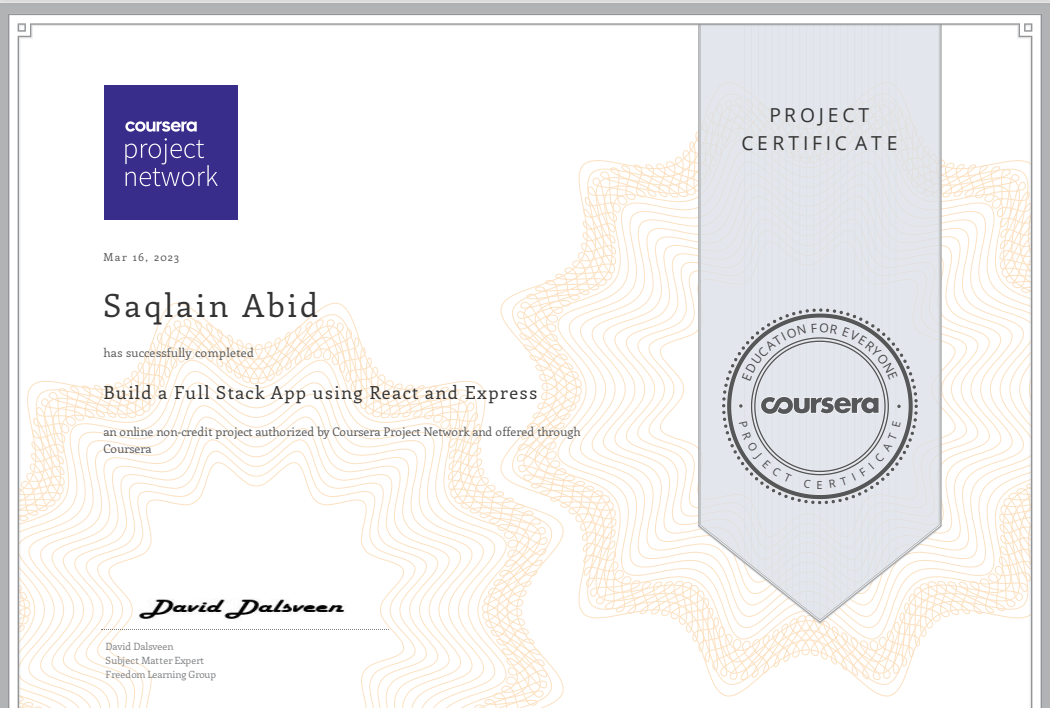 coursera
project
network
PROJECT
CERTIFICATE
Mar 16, 2023
Saqlain Abid
has successfully completed
Build a Full Stack App using React and Express
an online non-credit project authorized by Coursera Project Network and offered through
Coursera
EDUCATION FOR EVERYONE
coursera
PROJECT CERTIFICATE
David Dalsveen
David Dalsveen
Subject Matter Expert
Freedom Learning Group